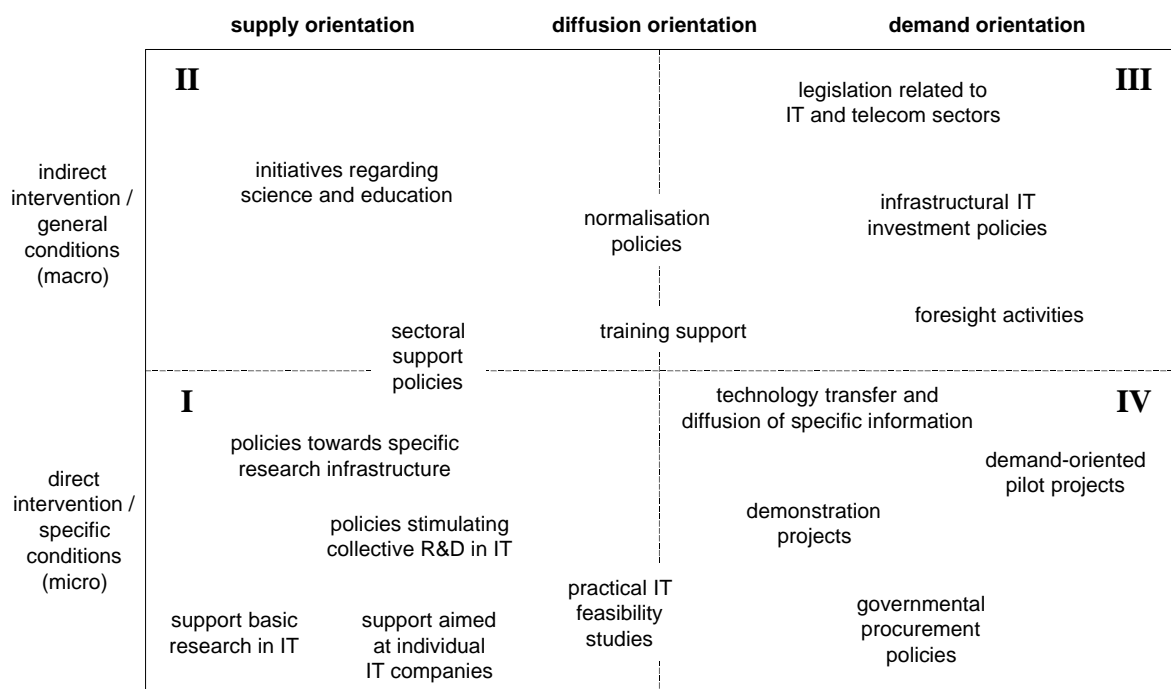 supply orientation
diffusion orientation
demand orientation
II
III
legislation related to
IT and telecom sectors
indirect
intervention /
general
conditions
(macro)
initiatives regarding
science and education
normalisation
policies
infrastructural IT
investment policies
foresight activities
sectoral
support
policies
training support
I
IV
technology transfer and
diffusion of specific information
policies towards specific
research infrastructure
demand-oriented
pilot projects
direct
intervention /
specific
conditions
(micro)
policies stimulating
collective R&D in IT
demonstration
projects
support basic
research in IT
support aimed
at individual
IT companies
practical IT
feasibility
studies
governmental
procurement
policies